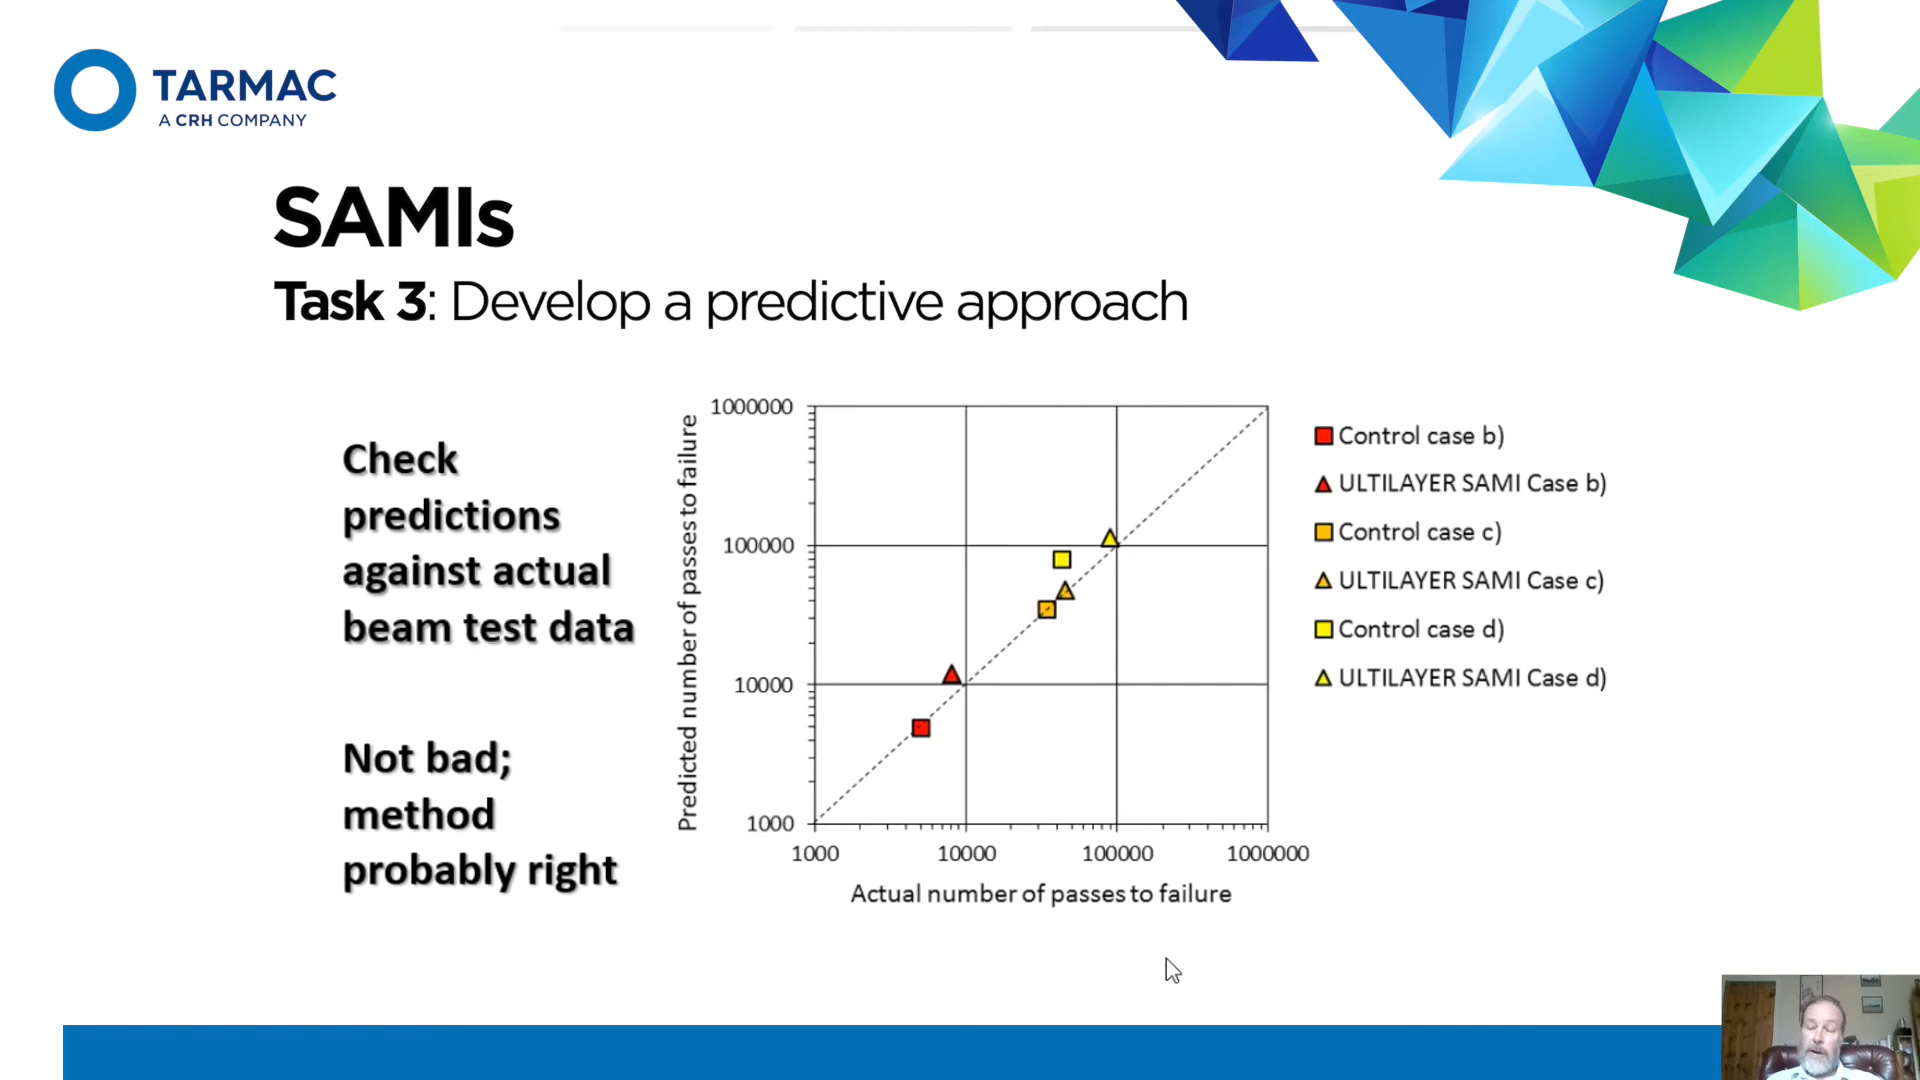 TARMAC
A CRH COMPANY
SAMIs
Task 3: Develop a predictive approach
Check
predictions
against actual
beam test data
Not bad;
method
probably right
Predicted number of passes to failure
1000000
100000
10000
1000
1000 10000 100000 1000000
Actual number of passes to failure
Control case b)
ULTILAYER SAMI Case b)
Control case c)
ULTILAYER SAMI Case c)
Control case d)
ULTILAYER SAMI Case d)